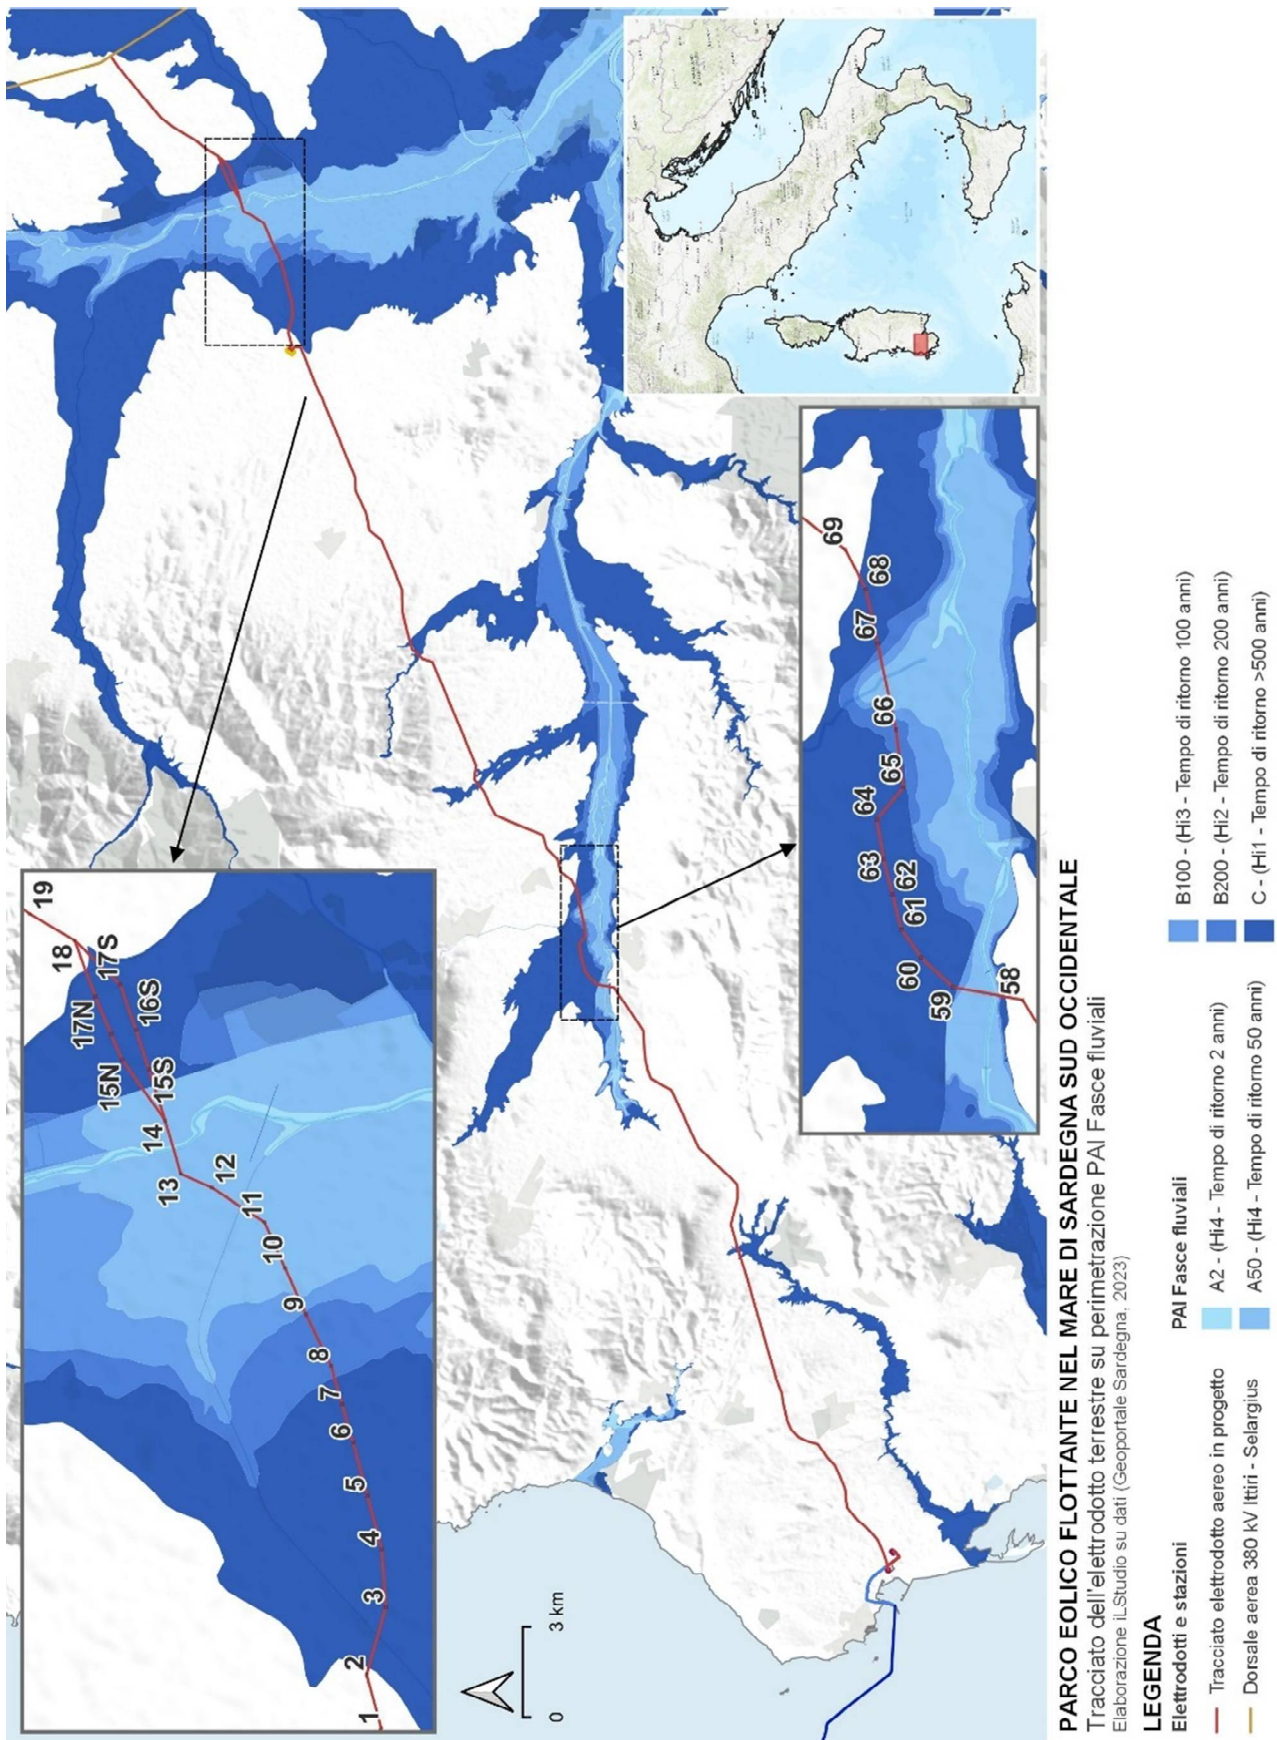 1
2
3
4
5
6
7
8
9
10
11
12
13
14
15N
15S
16S
17N
17S
18
19
0
3 km
58
59
60
61
62
63
64
65
66
67
68
69
PARCO EOLICO FLOTTANTE NEL MARE DI SARDEGNA SUD OCCIDENTALE
Tracciato dell'elettrodotto terrestre su perimetrazione PAI Fasce fluviali
Elaborazione iLStudio su dati (Geoportale Sardegna, 2023)
LEGENDA
Elettrodotti e stazioni
Tracciato elettrodotto aereo in progetto
Dorsale aerea 380 kV Ittiri - Selargius
PAI Fasce fluviali
A2 - (Hi4 - Tempo di ritorno 2 anni)
A50 - (Hi4 - Tempo di ritorno 50 anni)
B100 - (Hi3 - Tempo di ritorno 100 anni)
B200 - (Hi2 - Tempo di ritorno 200 anni)
C - (Hi1 - Tempo di ritorno >500 anni)